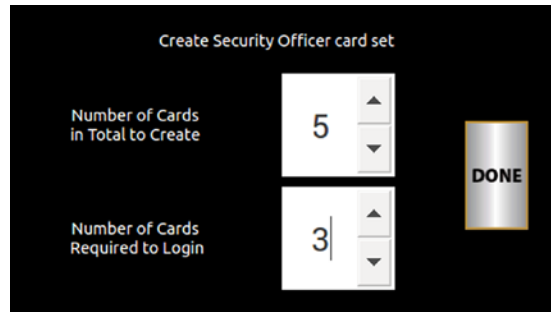 Create Security Officer card set
Number of Cards
in Total to Create
5
DONE
Number of Cards
Required to Login
3